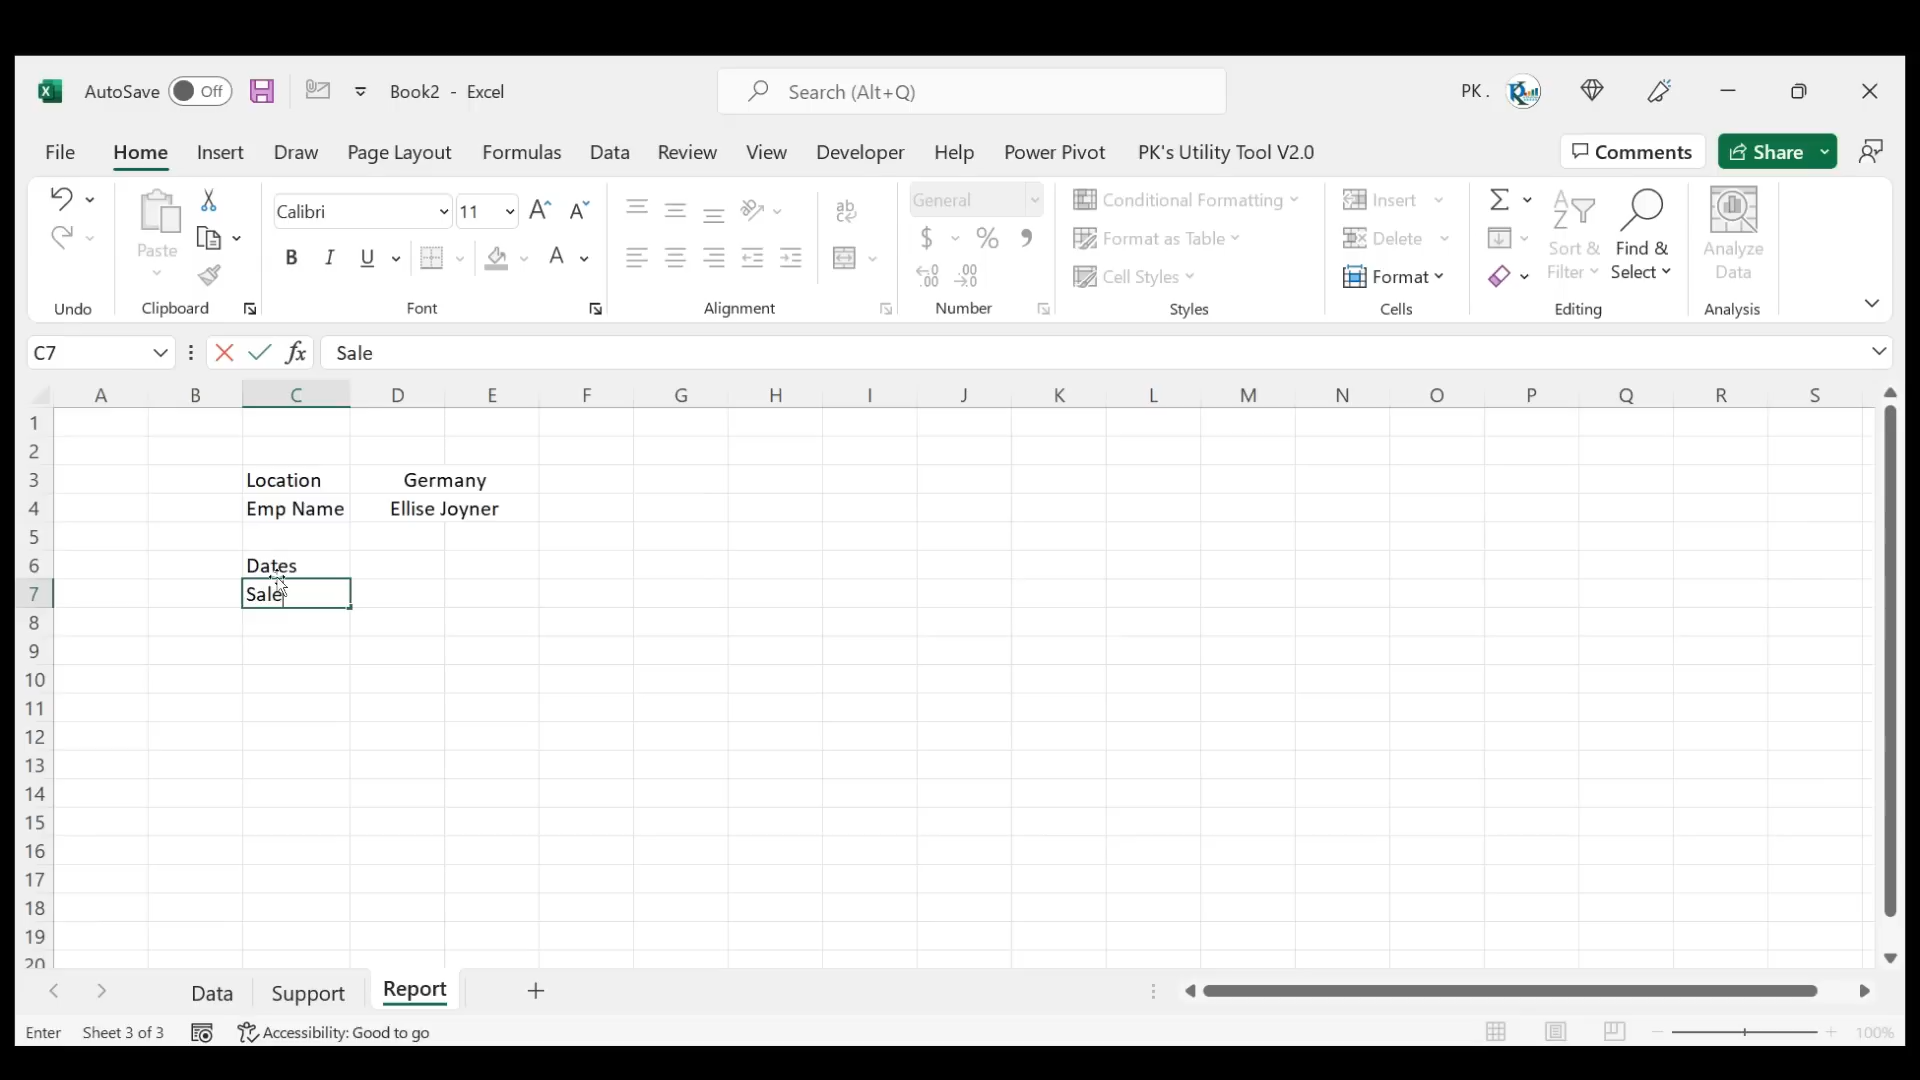 AutoSave Off Book2 - Excel Search (Alt+Q) PK .
File Home Insert Draw Page Layout Formulas Data Review View Developer Help Power Pivot PK's Utility Tool V2.0 Comments Share
Calibri 11 General Conditional Formatting Insert
Paste Format as Table Delete Sort & Find & Analyze
B I U A $ % Cell Styles Format Filter Select Data
Undo Clipboard Font Alignment Number Styles Cells Editing Analysis
C7 fx Sale
A B C D E F G H I J K L M N O P Q R S
1
2
3 Location Germany
4 Emp Name Ellise Joyner
5
6 Dates
7 Sale
8
9
10
11
12
13
14
15
16
17
18
19
20
Data Support Report
Enter Sheet 3 of 3 Accessibility: Good to go 100%